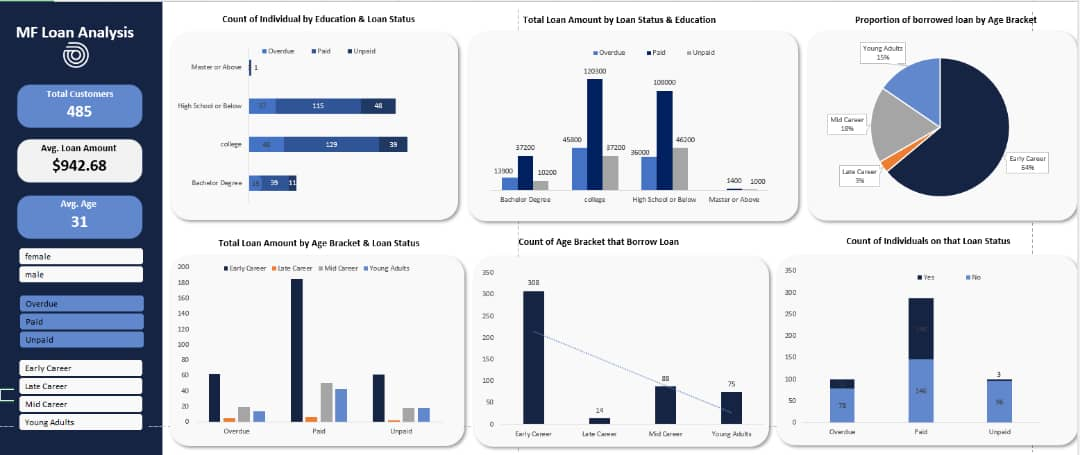 MF Loan Analysis
Total Customers
485
Avg. Loan Amount
$942.68
Avg. Age
31
female
male
Overdue
Paid
Unpaid
Early Career
Late Career
Mid Career
Young Adults
Count of Individual by Education & Loan Status
Overdue Paid Unpaid
Master or Above 1
High School or Below 37 115 48
college 48 129 39
Bachelor Degree 39 11
Total Loan Amount by Loan Status & Education
Overdue Paid Unpaid
13900 37200 10200
45800 120300 37200
36000 108000 46200
1400 1000
Bachelor Degree college High School or Below Master or Above
Proportion of borrowed loan by Age Bracket
Young Adults
15%
Mid Career
18%
Late Career
3%
Early Career
64%
Total Loan Amount by Age Bracket & Loan Status
Early Career Late Career Mid Career Young Adults
200
180
160
140
120
100
80
60
40
20
0
Overdue Paid Unpaid
Count of Age Bracket that Borrow Loan
350
300
250
200
150
100
50
0
308
14
88
75
Early Career Late Career Mid Career Young Adults
Count of Individuals on that Loan Status
Yes No
350
300
250
200
150
100
50
0
78
146
3
96
Overdue Paid Unpaid